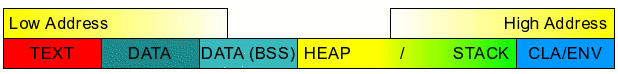 Low Address High Address
TEXT DATA DATA (BSS) HEAP / STACK CLA/ENV